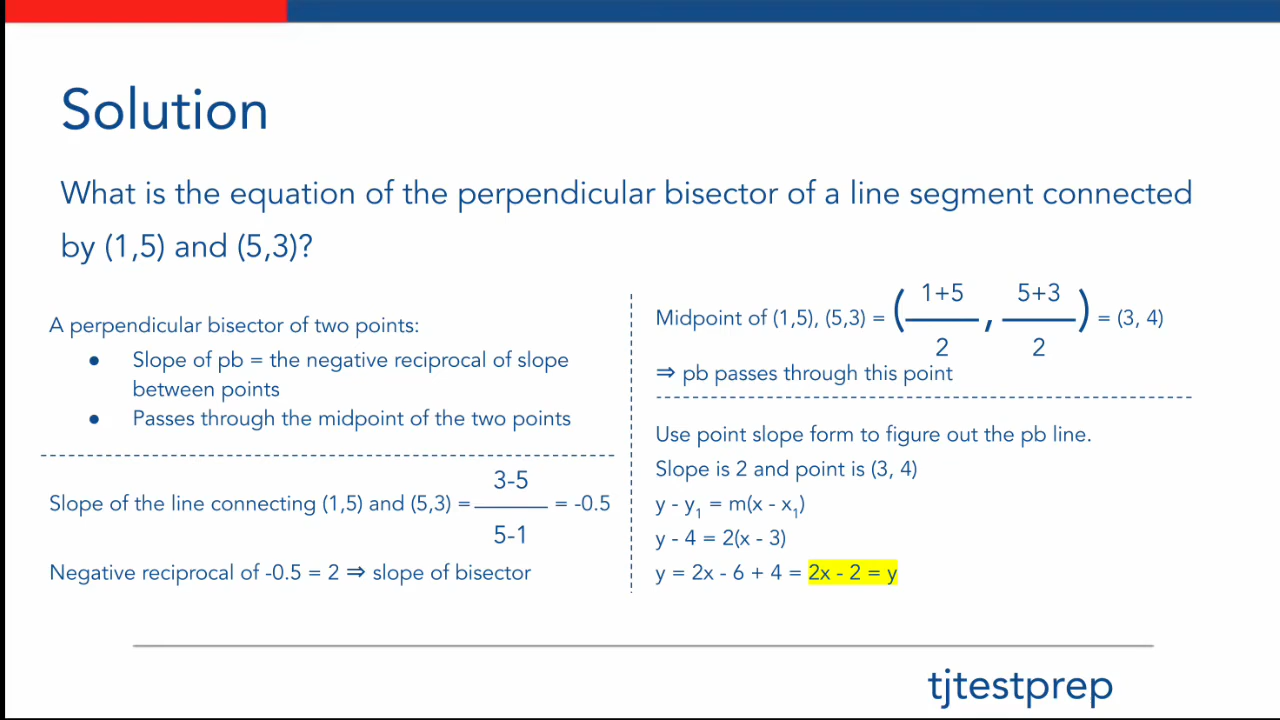 Solution
What is the equation of the perpendicular bisector of a line segment connected
by (1,5) and (5,3)?
A perpendicular bisector of two points:
● Slope of pb = the negative reciprocal of slope
between points
● Passes through the midpoint of the two points
Slope of the line connecting (1,5) and (5,3) = 3-5 / 5-1 = -0.5
Negative reciprocal of -0.5 = 2 ⇒ slope of bisector
Midpoint of (1,5), (5,3) = ( 1+5 / 2 , 5+3 / 2 ) = (3, 4)
⇒ pb passes through this point
Use point slope form to figure out the pb line.
Slope is 2 and point is (3, 4)
y - y₁ = m(x - x₁)
y - 4 = 2(x - 3)
y = 2x - 6 + 4 = 2x - 2 = y
tjtestprep